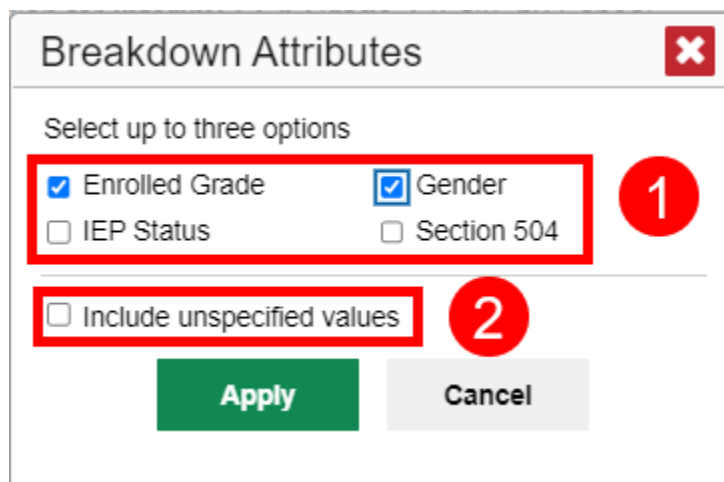 Breakdown Attributes
Select up to three options
Enrolled Grade Gender
1
IEP Status Section 504
Include unspecified values
2
Apply Cancel